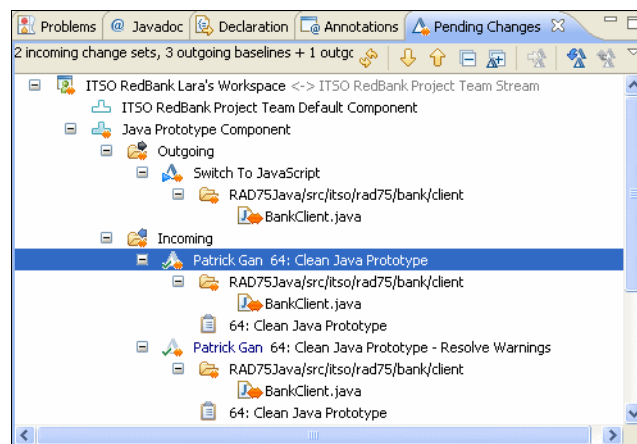 Problems @ Javadoc Declaration Annotations Pending Changes
2 incoming change sets, 3 outgoing baselines + 1 outgc
ITSO RedBank Lara's Workspace <-> ITSO RedBank Project Team Stream
ITSO RedBank Project Team Default Component
Java Prototype Component
Outgoing
Switch To JavaScript
RAD75Java/src/itso/rad75/bank/client
BankClient.java
Incoming
Patrick Gan 64: Clean Java Prototype
RAD75Java/src/itso/rad75/bank/client
BankClient.java
64: Clean Java Prototype
Patrick Gan 64: Clean Java Prototype - Resolve Warnings
RAD75Java/src/itso/rad75/bank/client
BankClient.java
64: Clean Java Prototype